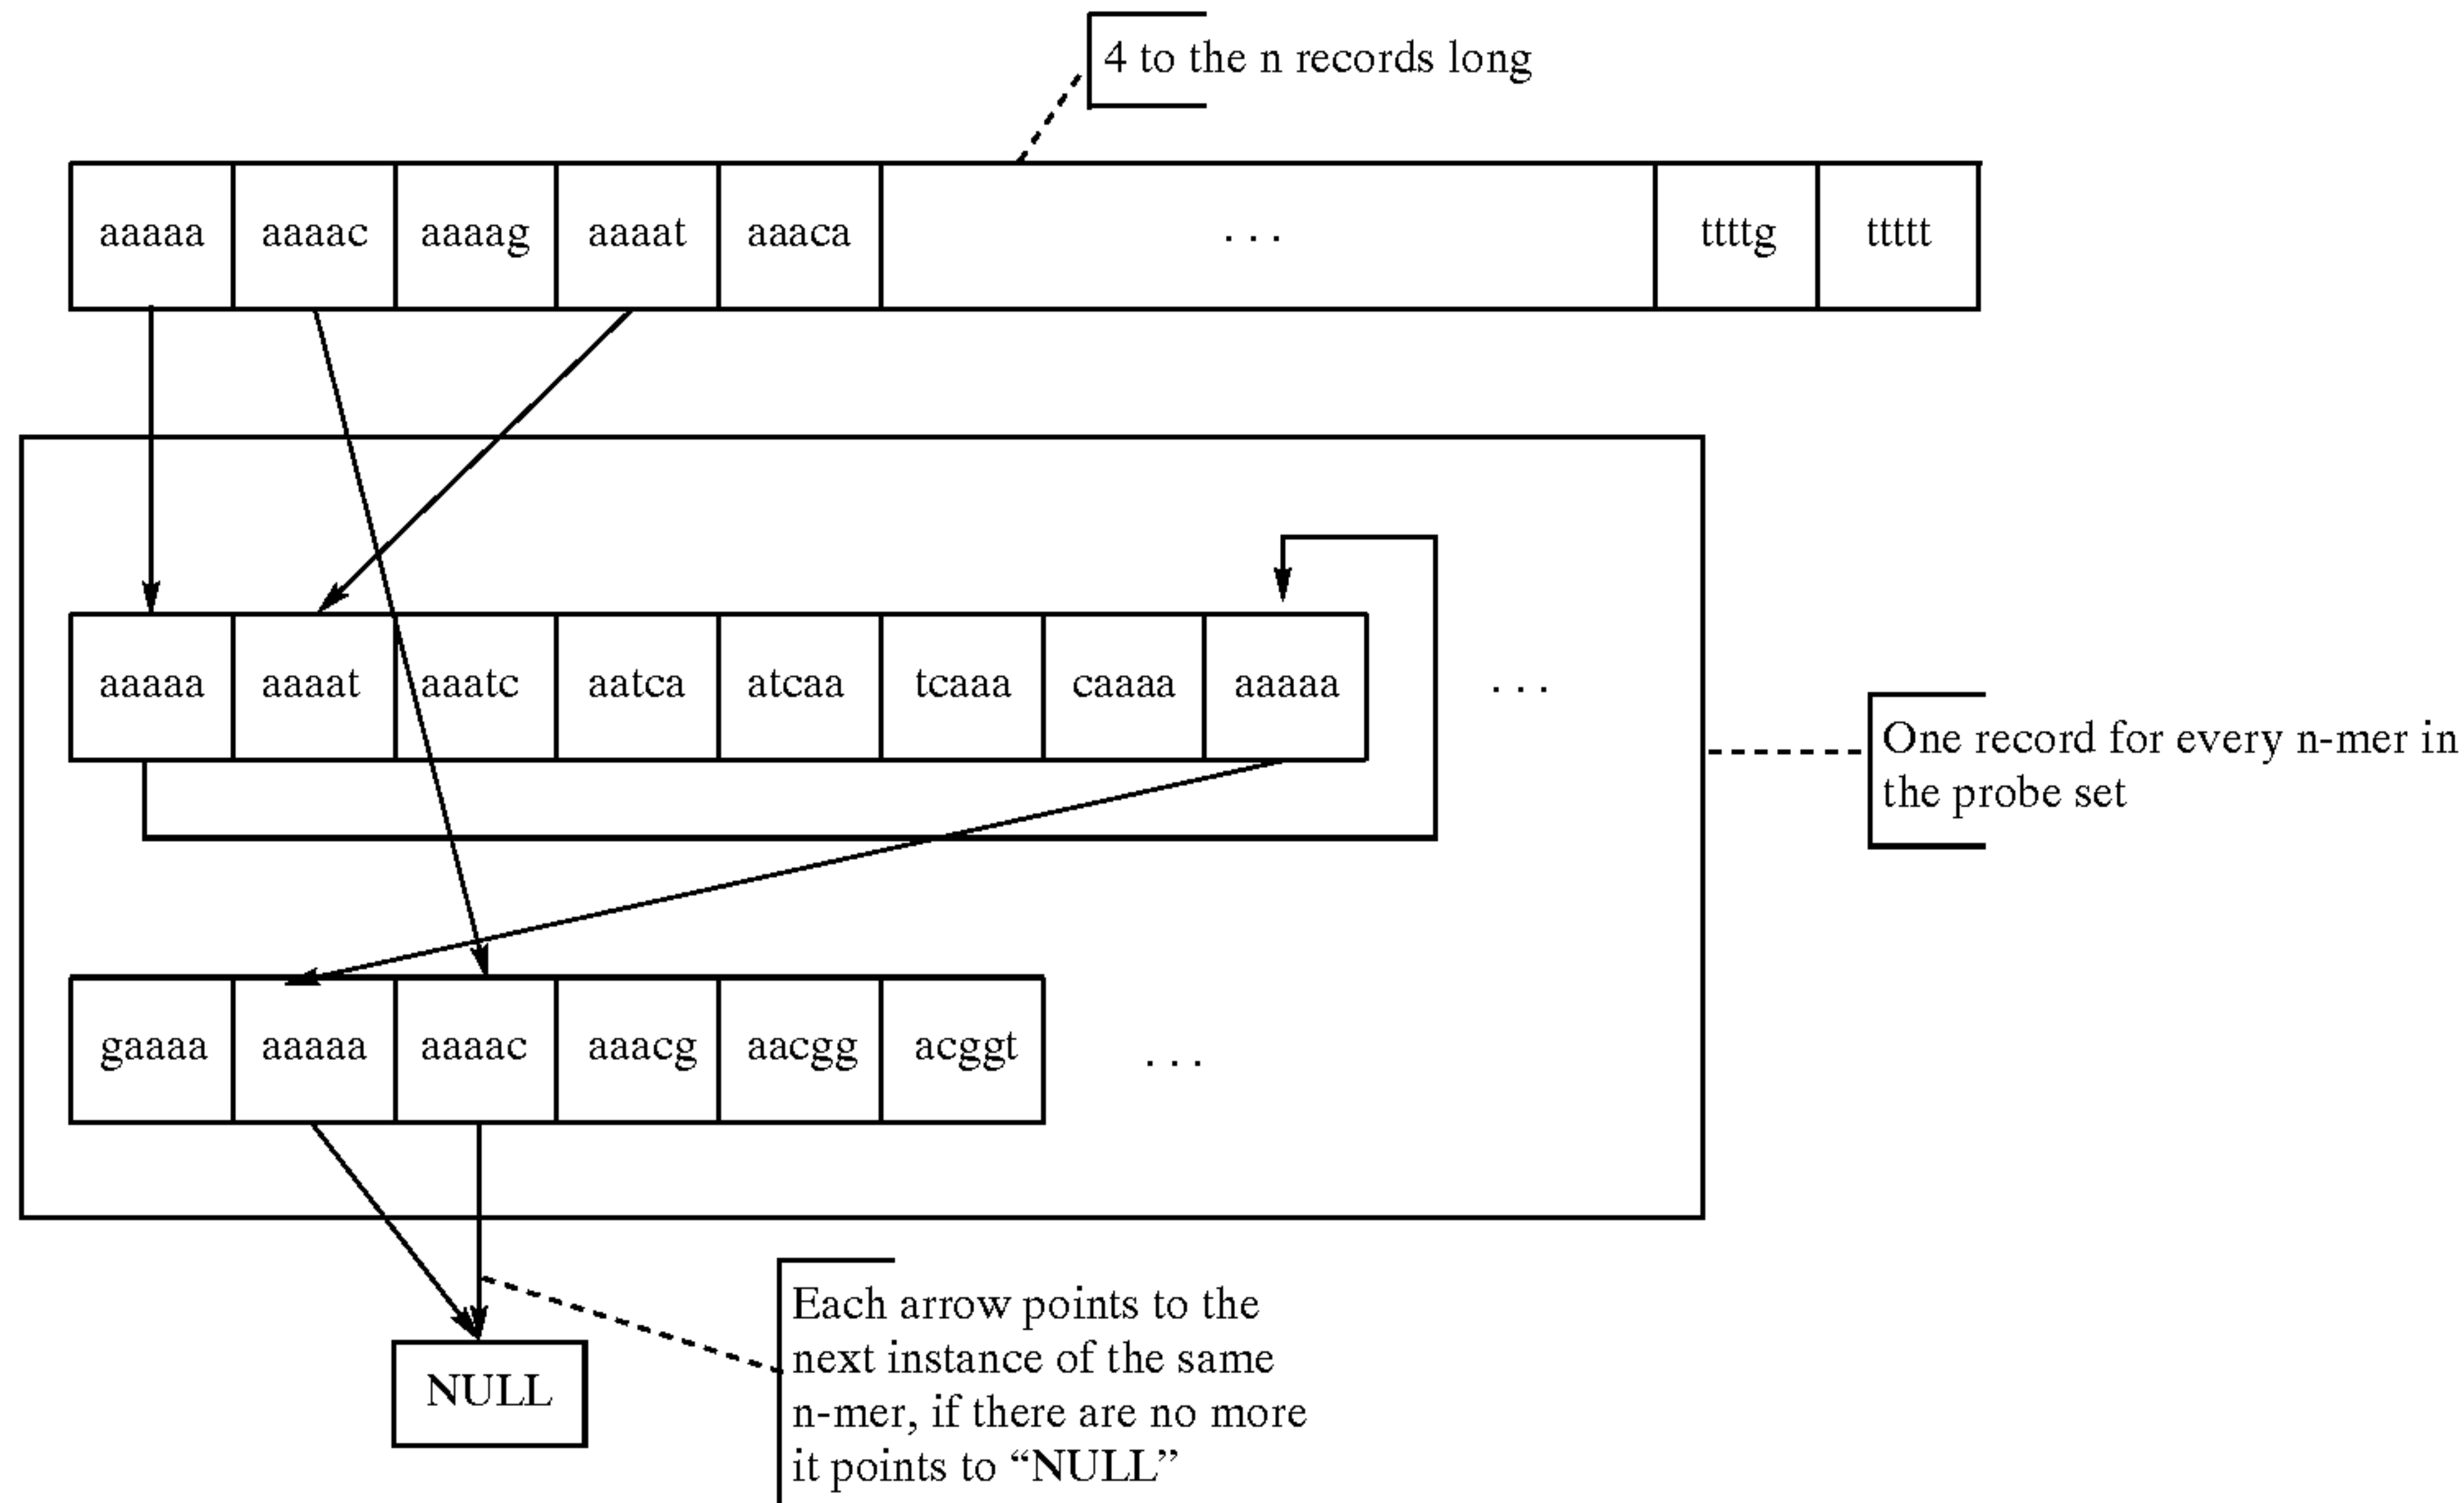 4 to the n records long
aaaaa aaaac aaaag aaaat aaaca . . . ttttg ttttt
aaaaa aaaat aaatc aatca atcaa tcaaa caaaa aaaaa . . .
One record for every n-mer in
the probe set
gaaaa aaaaa aaaac aaacg aacgg acggt . . .
Each arrow points to the
next instance of the same
n-mer, if there are no more
it points to “NULL”
NULL